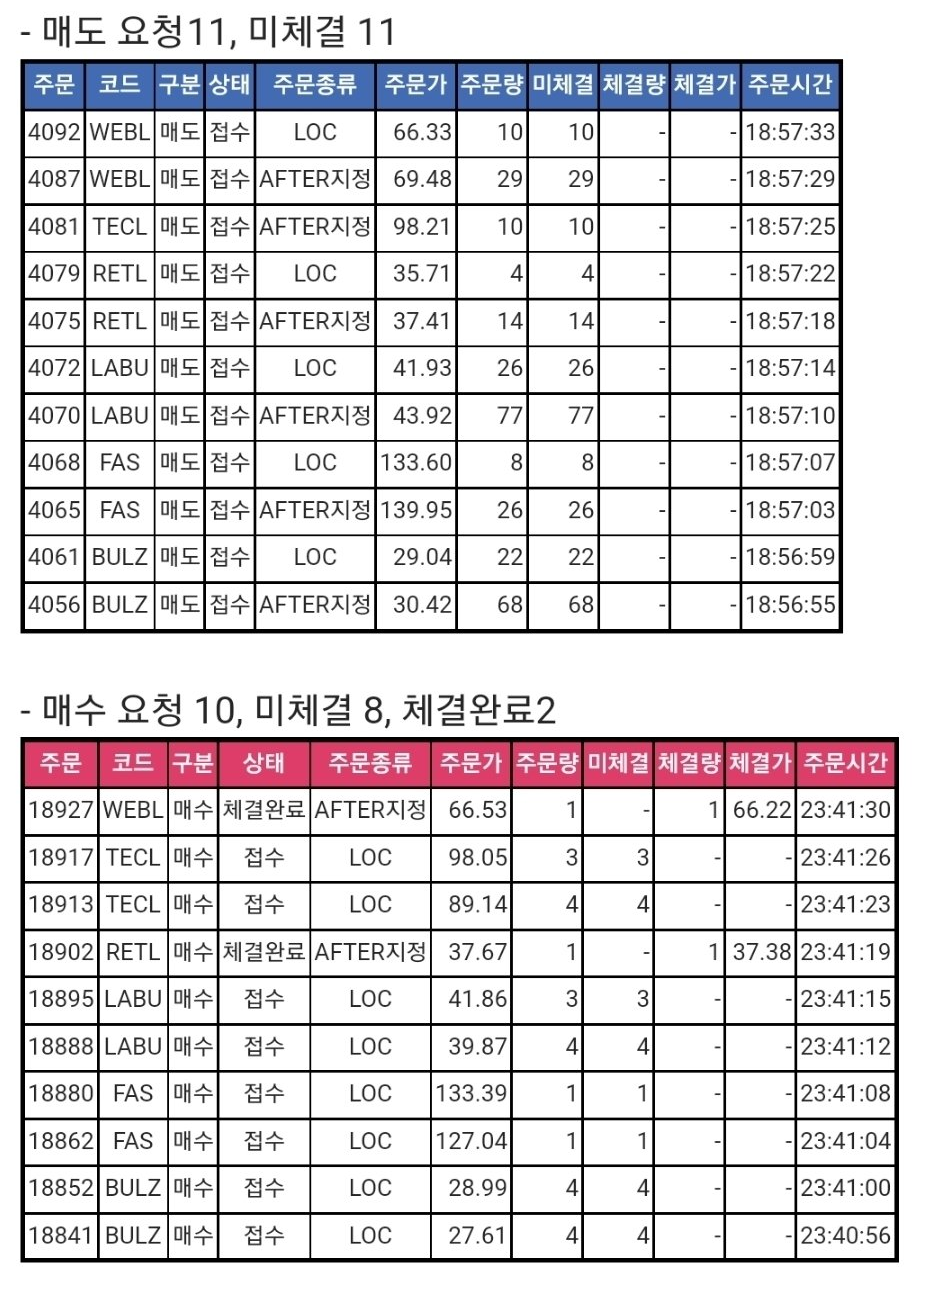 - 매도 요청11, 미체결 11
주문 코드 구분 상태 주문종류 주문가 주문량 미체결 체결량 체결가 주문시간
4092 WEBL 매도 접수 LOC 66.33 10 10 - - 18:57:33
4087 WEBL 매도 접수 AFTER지정 69.48 29 29 - - 18:57:29
4081 TECL 매도 접수 AFTER지정 98.21 10 10 - - 18:57:25
4079 RETL 매도 접수 LOC 35.71 4 4 - - 18:57:22
4075 RETL 매도 접수 AFTER지정 37.41 14 14 - - 18:57:18
4072 LABU 매도 접수 LOC 41.93 26 26 - - 18:57:14
4070 LABU 매도 접수 AFTER지정 43.92 77 77 - - 18:57:10
4068 FAS 매도 접수 LOC 133.60 8 8 - - 18:57:07
4065 FAS 매도 접수 AFTER지정 139.95 26 26 - - 18:57:03
4061 BULZ 매도 접수 LOC 29.04 22 22 - - 18:56:59
4056 BULZ 매도 접수 AFTER지정 30.42 68 68 - - 18:56:55
- 매수 요청 10, 미체결 8, 체결완료2
주문 코드 구분 상태 주문종류 주문가 주문량 미체결 체결량 체결가 주문시간
18927 WEBL 매수 체결완료 AFTER지정 66.53 1 - 1 66.22 23:41:30
18917 TECL 매수 접수 LOC 98.05 3 3 - - 23:41:26
18913 TECL 매수 접수 LOC 89.14 4 4 - - 23:41:23
18902 RETL 매수 체결완료 AFTER지정 37.67 1 - 1 37.38 23:41:19
18895 LABU 매수 접수 LOC 41.86 3 3 - - 23:41:15
18888 LABU 매수 접수 LOC 39.87 4 4 - - 23:41:12
18880 FAS 매수 접수 LOC 133.39 1 1 - - 23:41:08
18862 FAS 매수 접수 LOC 127.04 1 1 - - 23:41:04
18852 BULZ 매수 접수 LOC 28.99 4 4 - - 23:41:00
18841 BULZ 매수 접수 LOC 27.61 4 4 - - 23:40:56